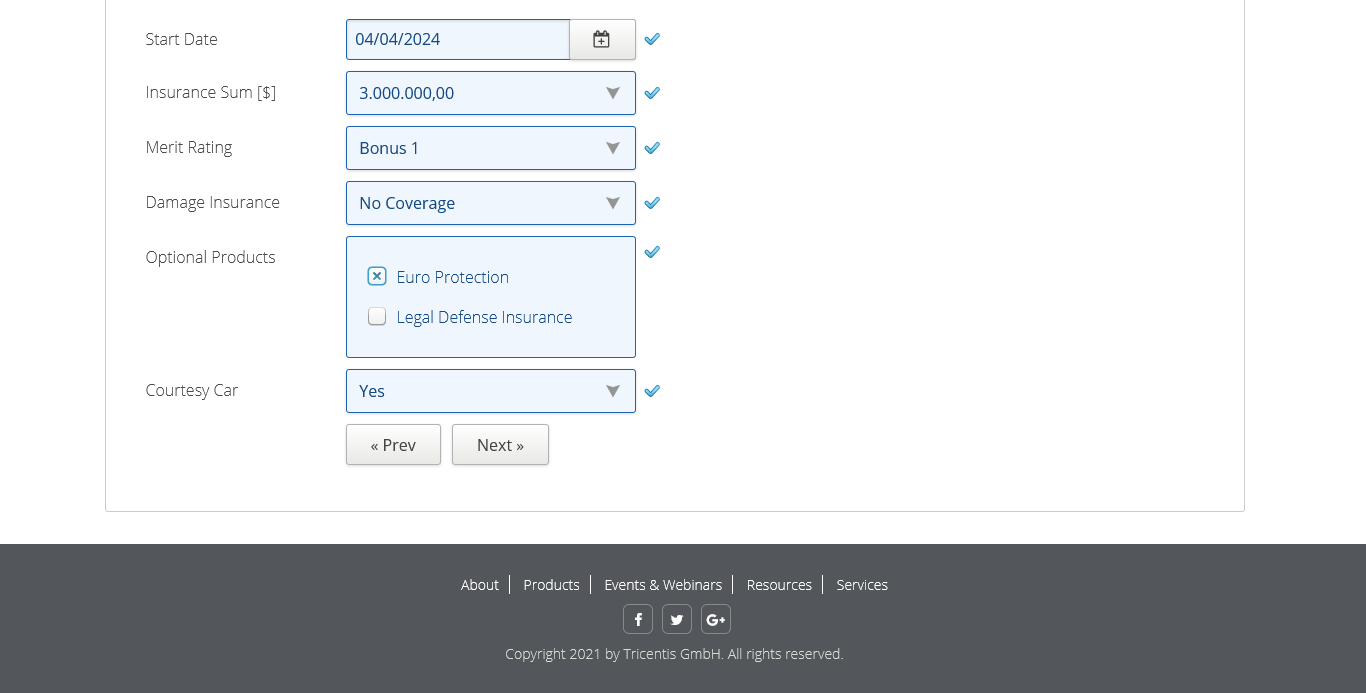 Start Date 04/04/2024
Insurance Sum [$] 3.000.000,00
Merit Rating Bonus 1
Damage Insurance No Coverage
Optional Products
Euro Protection
Legal Defense Insurance
Courtesy Car Yes
« Prev Next »
About Products Events & Webinars Resources Services
f G+
Copyright 2021 by Tricentis GmbH. All rights reserved.